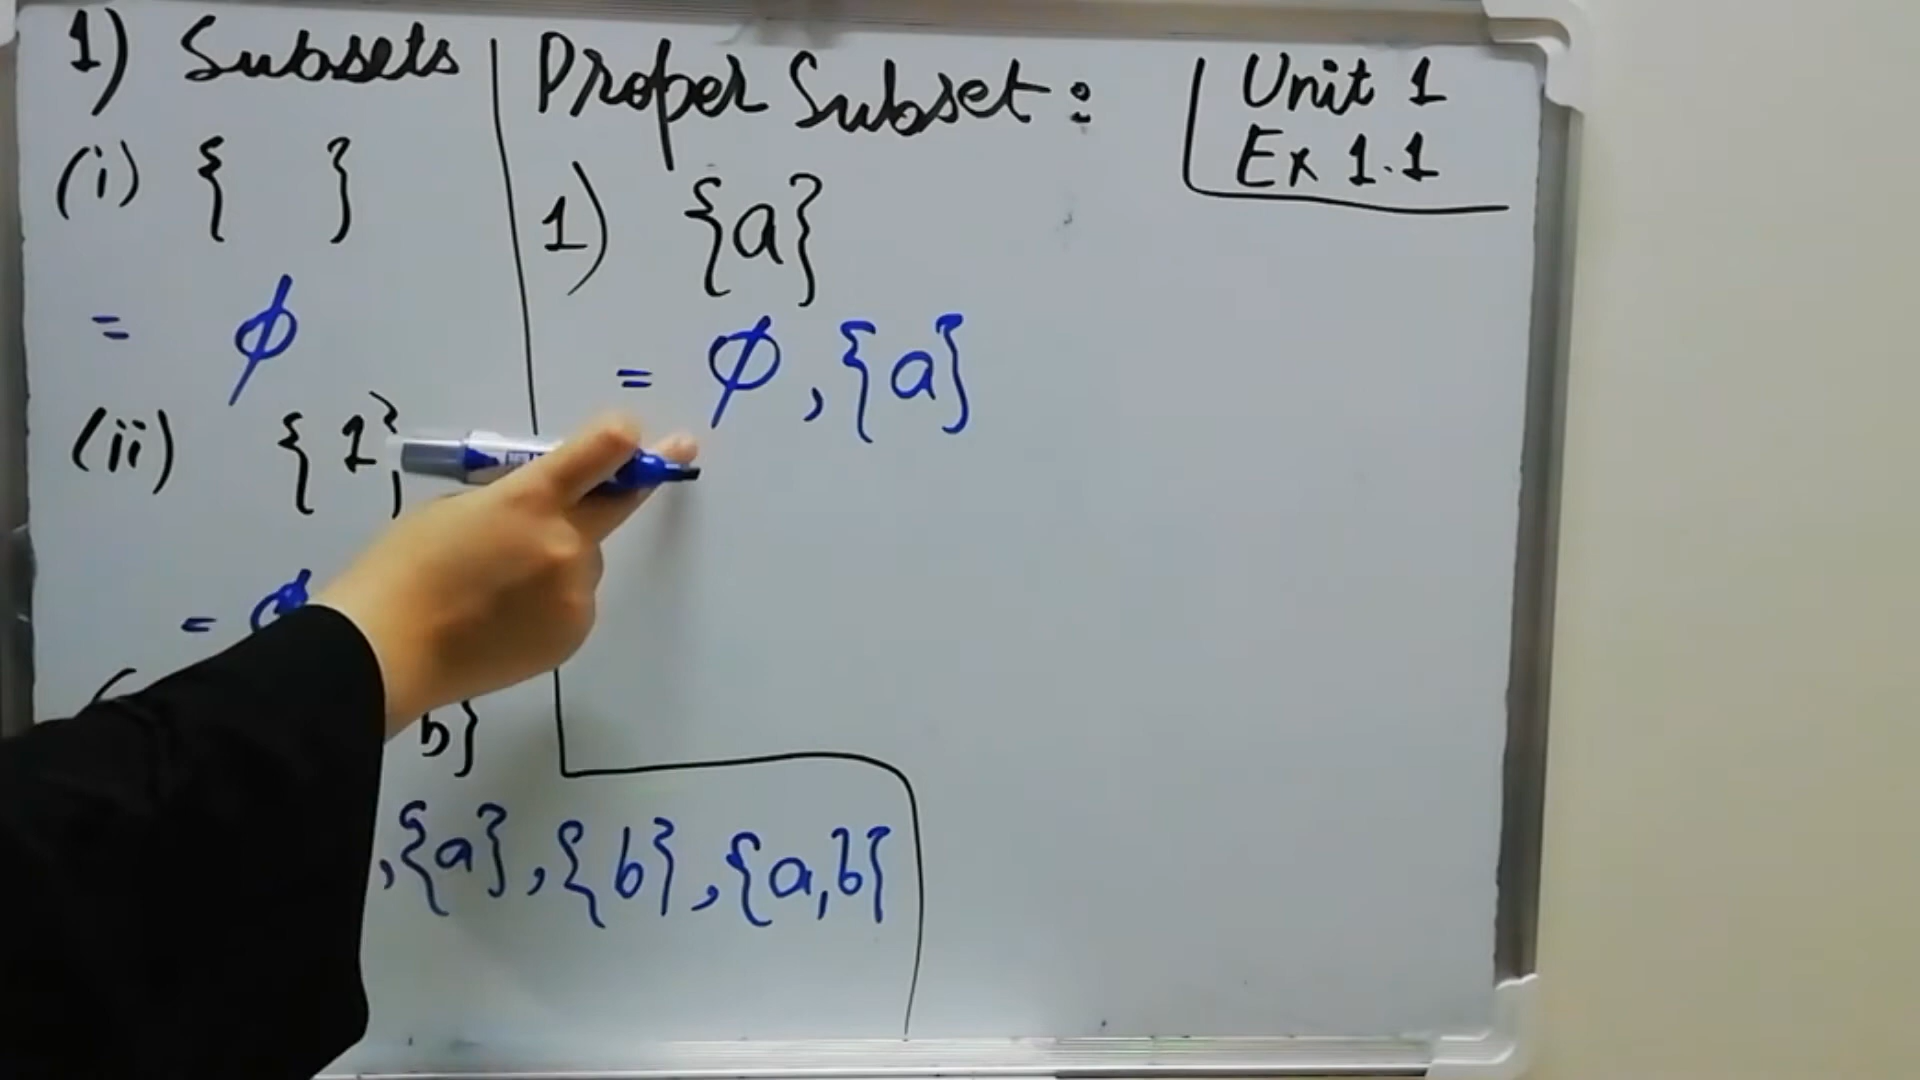 1) Subsets
(i) { }
= ϕ
(ii) { 1
= ϕ
b}
,{a},{b},{a,b}
Proper Subset:
1) {a}
= ϕ,{a}
Unit 1
Ex 1.1